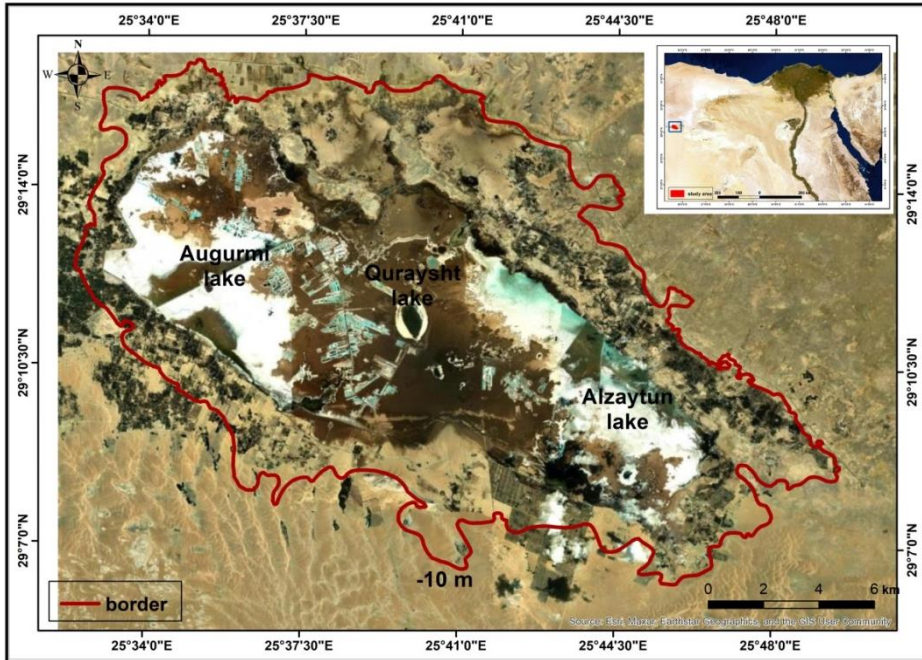 25°34'0"E 25°37'30"E 25°41'0"E 25°44'30"E 25°48'0"E
N
W E
S
29°14'0"N
29°14'0"N
study area
Augurmi
lake
Quraysht
lake
29°10'30"N
29°10'30"N
Alzaytun
lake
29°7'0"N
29°7'0"N
-10 m
border
0 2 4 6 km
Source: Esri, Maxar, Earthstar Geographics, and the GIS User Community
25°34'0"E 25°37'30"E 25°41'0"E 25°44'30"E 25°48'0"E